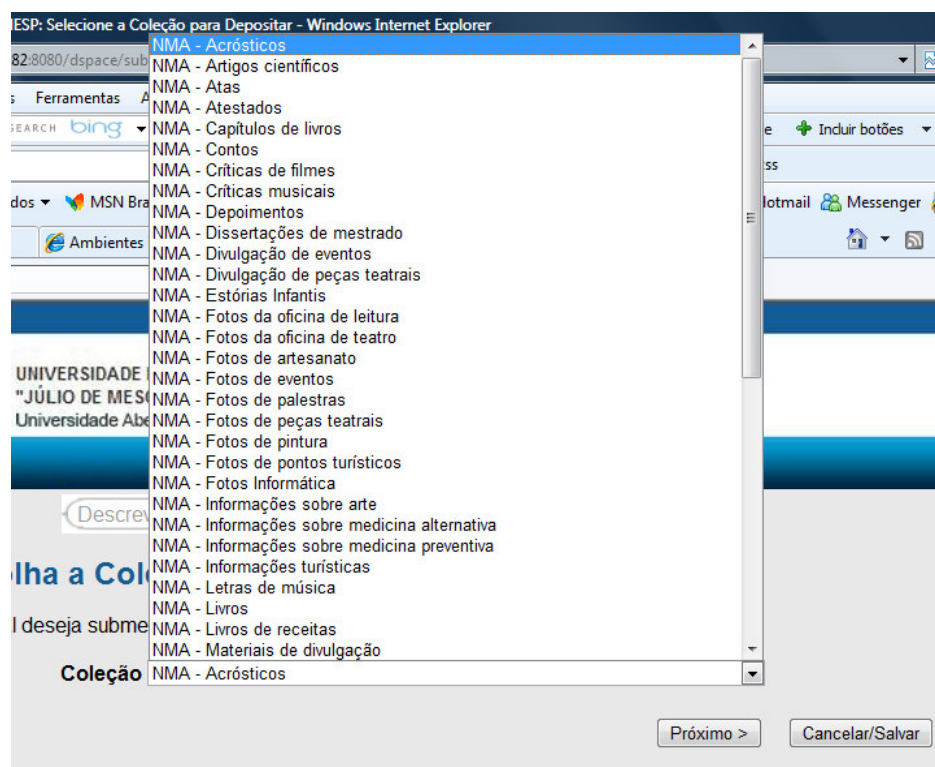 IESP: Selecione a Coleção para Depositar - Windows Internet Explorer
NMA - Acrósticos
82:8080/dspace/sub
NMA - Artigos científicos
NMA - Atas
Ferramentas
NMA - Atestados
SEARCH bing NMA - Capítulos de livros Incluir botões
NMA - Contos
NMA - Críticas de filmes
NMA - Críticas musicais
dos MSN Bra Hotmail Messenger
NMA - Depoimentos
NMA - Dissertações de mestrado
Ambientes NMA - Divulgação de eventos
NMA - Divulgação de peças teatrais
NMA - Estórias Infantis
NMA - Fotos da oficina de leitura
NMA - Fotos da oficina de teatro
NMA - Fotos de artesanato
UNIVERSIDADE NMA - Fotos de eventos
"JÚLIO DE MESQ NMA - Fotos de palestras
Universidade Abe NMA - Fotos de peças teatrais
NMA - Fotos de pintura
NMA - Fotos de pontos turísticos
NMA - Fotos Informática
NMA - Informações sobre arte
Descrev NMA - Informações sobre medicina alternativa
NMA - Informações sobre medicina preventiva
lha a Col NMA - Informações turísticas
NMA - Letras de música
NMA - Livros
l deseja subme NMA - Livros de receitas
NMA - Materiais de divulgação
Coleção NMA - Acrósticos
Próximo > Cancelar/Salvar